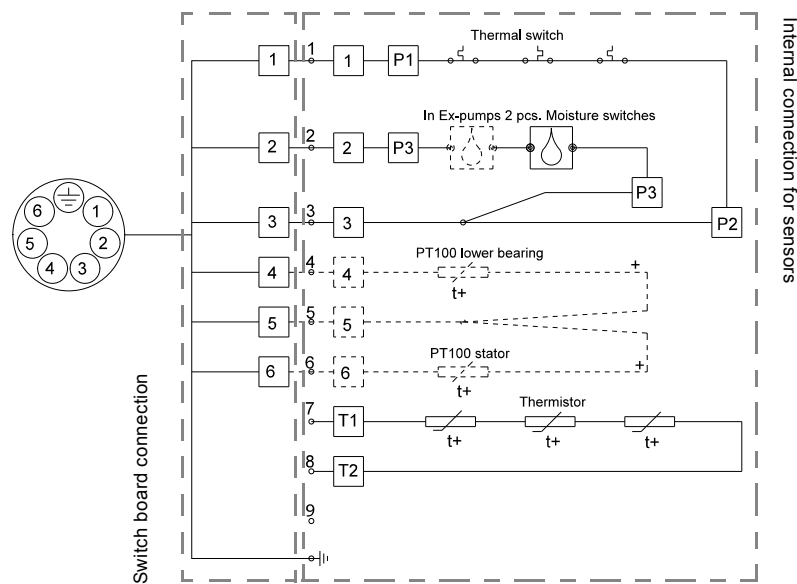 Thermal switch
1 1 1 P1
In Ex-pumps 2 pcs. Moisture switches
2 2 2 P3
P3
3 3 3 P2
6 1
5 2
4 3
PT100 lower bearing
4 4 4 +
t+
5 5 5
PT100 stator
6 6 6 +
t+
Thermistor
7 T1
t+ t+ t+
8 T2
9
Switch board connection
Internal connection for sensors